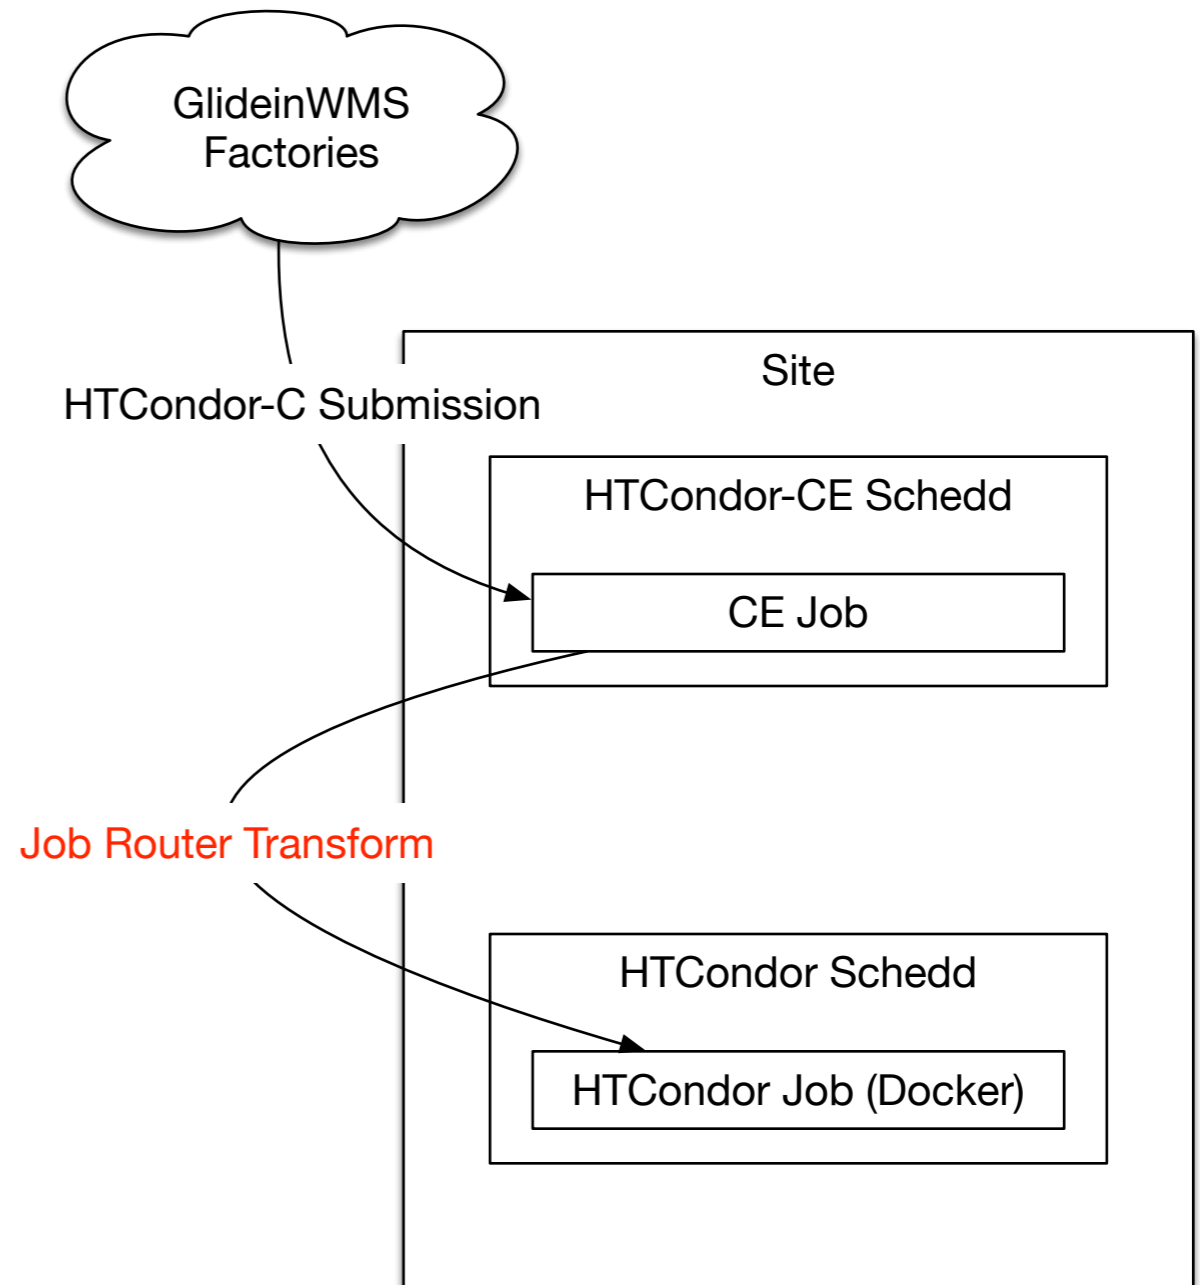 GlideinWMS
Factories
Site
HTCondor-C Submission
HTCondor-CE Schedd
CE Job
Job Router Transform
HTCondor Schedd
HTCondor Job (Docker)